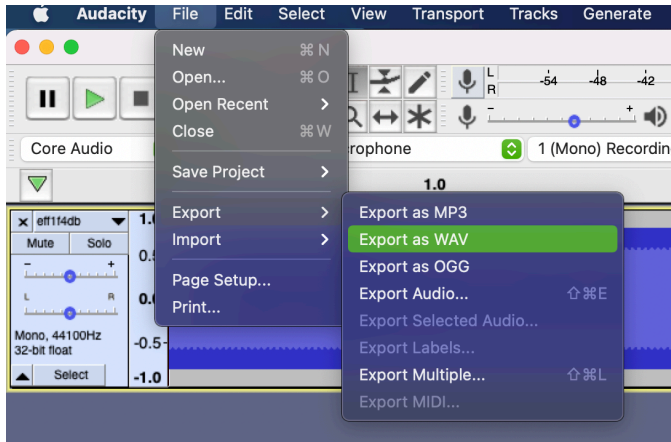 Audacity File Edit Select View Transport Tracks Generate
New ⌘ N
Open... ⌘ O
Open Recent >
Close ⌘ W
Save Project >
Export >
Import >
Page Setup...
Print...
Export as MP3
Export as WAV
Export as OGG
Export Audio... ⇧⌘E
Export Selected Audio...
Export Labels...
Export Multiple... ⇧⌘L
Export MIDI...
L
R
-54 -48 -42
- +
Core Audio
rophone
1 (Mono) Recordin
1.0
× eff1f4db ▼
Mute Solo
- +
L R
Mono, 44100Hz
32-bit float
▲ Select
1.0
0.5
0.0
-0.5-
-1.0